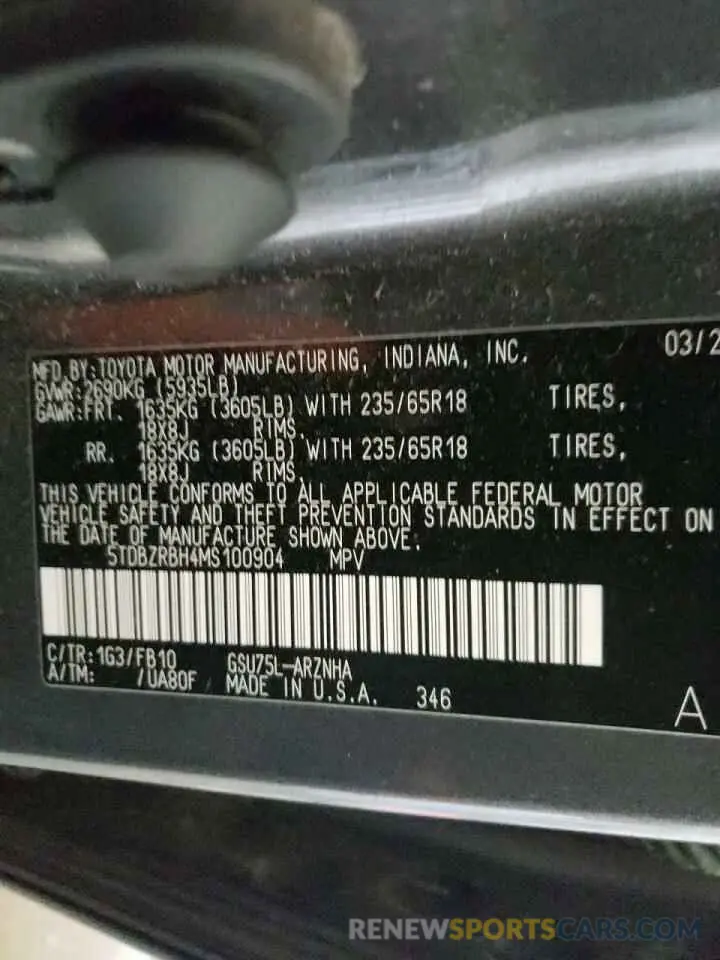 MFD.BY:TOYOTA MOTOR MANUFACTURING, INDIANA, INC. 03/2
GVWR:2690KG (5935LB)
GAWR:FRT. 1635KG (3605LB) WITH 235/65R18 TIRES,
18X8J RIMS,
RR. 1635KG (3605LB) WITH 235/65R18 TIRES,
18X8J RIMS,
THIS VEHICLE CONFORMS TO ALL APPLICABLE FEDERAL MOTOR
VEHICLE SAFETY AND THEFT PREVENTION STANDARDS IN EFFECT ON
THE DATE OF MANUFACTURE SHOWN ABOVE.
5TDBZRBH4MS100904 MPV
C/TR:1G3/FB10 GSU75L-ARZNHA
A/TM: /UA80F MADE IN U.S.A. 346
A
RENEWSPORTSCARS.COM